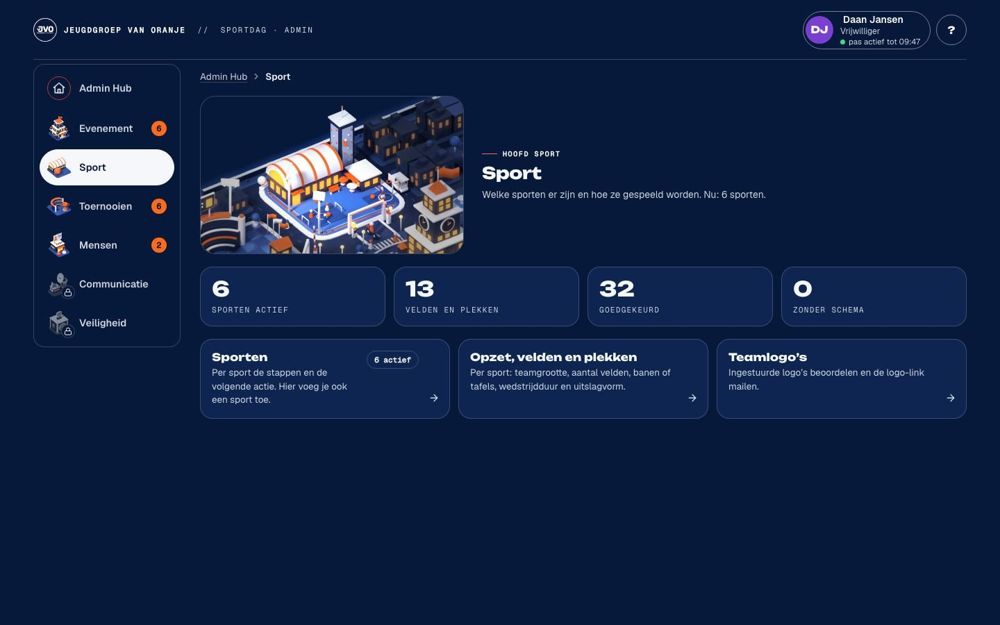 JVO JEUGDGROEP VAN ORANJE // SPORTDAG · ADMIN
DJ
Daan Jansen
Vrijwilliger
pas actief tot 09:47
?
Admin Hub
Evenement 6
Sport
Toernooien 6
Mensen 2
Communicatie
Veiligheid
Admin Hub > Sport
HOOFD SPORT
Sport
Welke sporten er zijn en hoe ze gespeeld worden. Nu: 6 sporten.
6
SPORTEN ACTIEF
13
VELDEN EN PLEKKEN
32
GOEDGEKEURD
0
ZONDER SCHEMA
Sporten
6 actief
Per sport de stappen en de
volgende actie. Hier voeg je ook
een sport toe.
→
Opzet, velden en plekken
Per sport: teamgrootte, aantal velden, banen of
tafels, wedstrijdduur en uitslagvorm.
→
Teamlogo’s
Ingestuurde logo’s beoordelen en de logo-link
mailen.
→